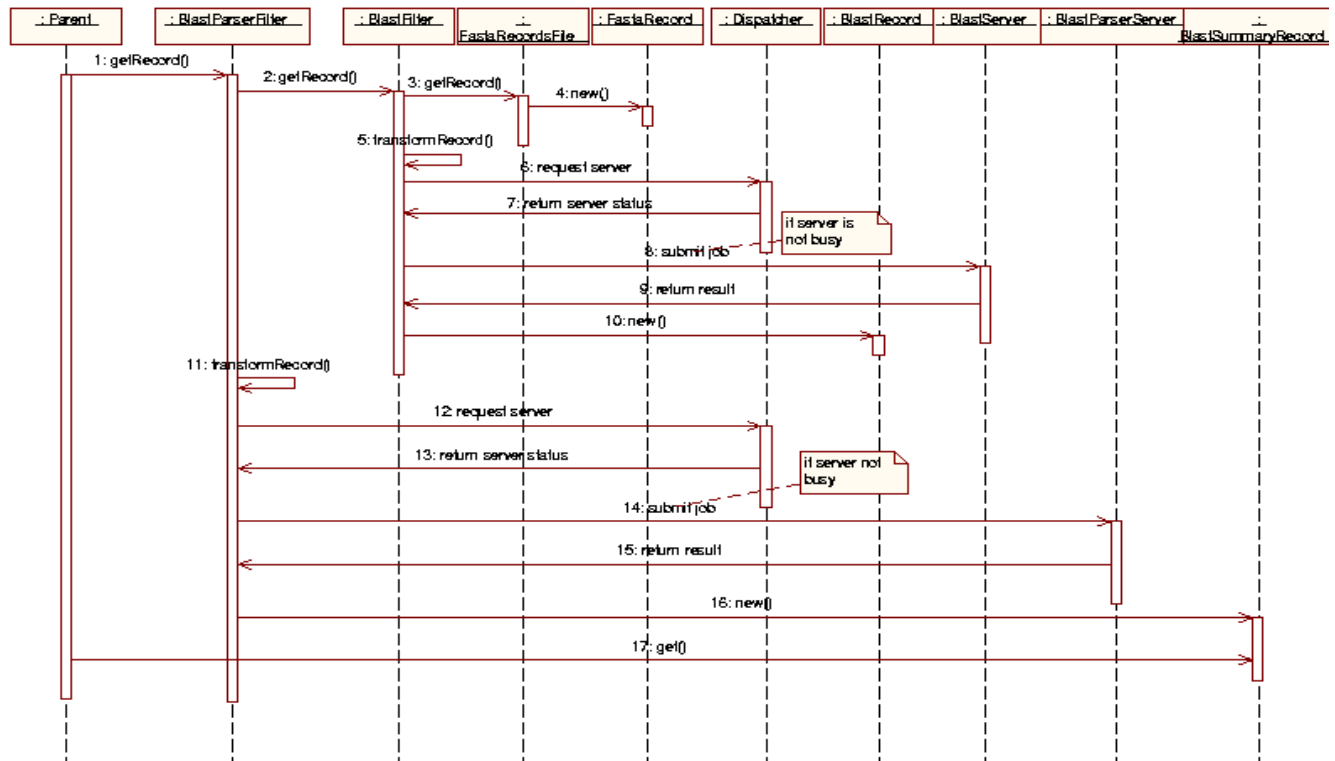 : Parent
: BlastParserFilter
: BlastFilter
:
FastaRecordsFile
: FastaRecord
: Dispatcher
: BlastRecord
: BlastServer
: BlastParserServer
:
BlastSummaryRecord
1: getRecord()
2: getRecord()
3: getRecord()
4: new()
5: transformRecord()
6: request server
7: return server status
if server is
not busy
8: submit job
9: return result
10: new()
11: transformRecord()
12: request server
13: return server status
if server not
busy
14: submit job
15: return result
16: new()
17: get()